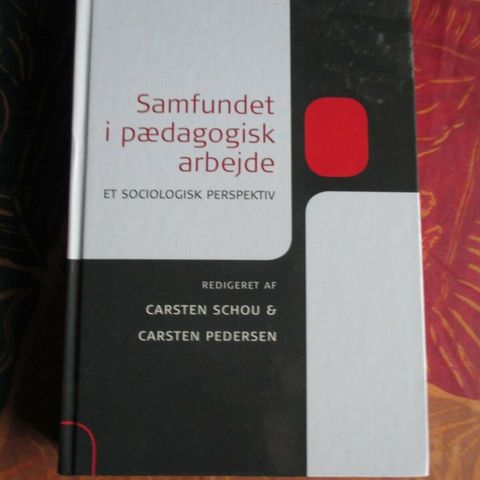 Samfundet
i pædagogisk
arbejde
ET SOCIOLOGISK PERSPEKTIV
REDIGERET AF
CARSTEN SCHOU &
CARSTEN PEDERSEN